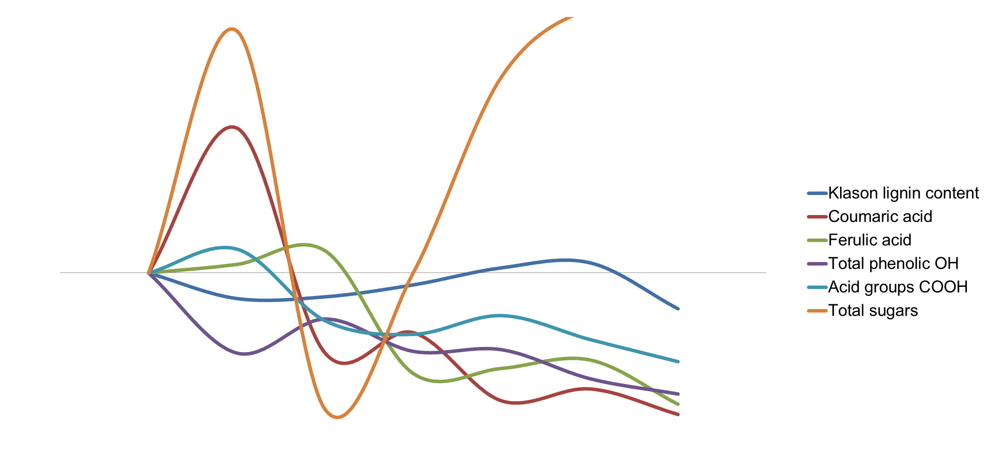 Klason lignin content
Coumaric acid
Ferulic acid
Total phenolic OH
Acid groups COOH
Total sugars